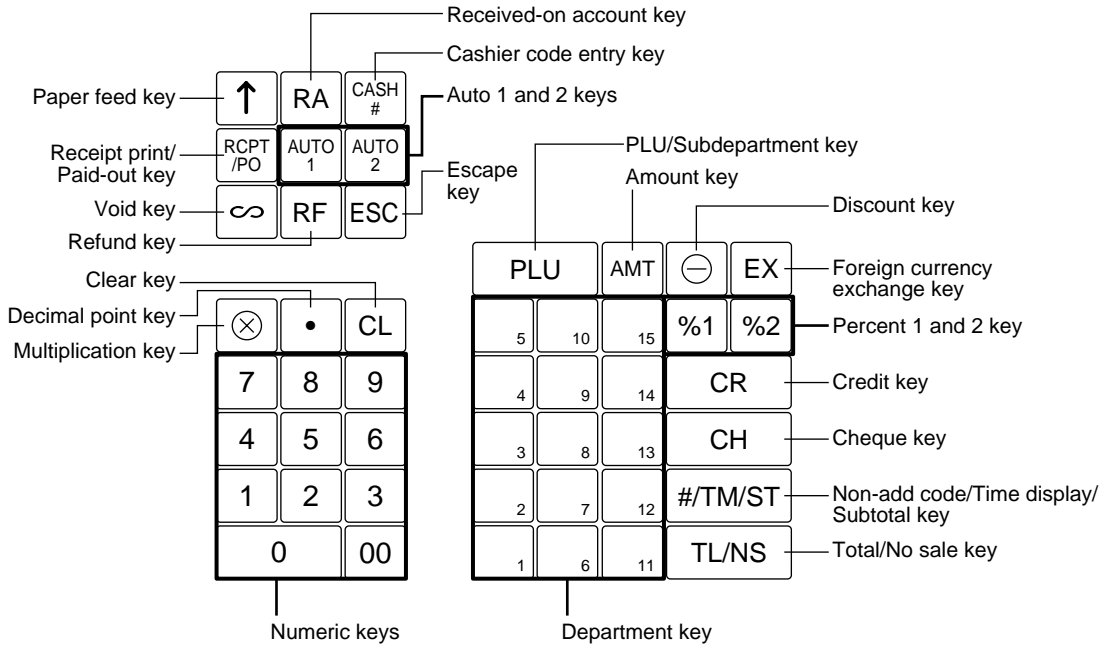 Received-on account key
Cashier code entry key
Paper feed key
↑
RA
CASH
#
Auto 1 and 2 keys
Receipt print/
Paid-out key
RCPT
/PO
AUTO
1
AUTO
2
Escape
key
Void key
RF
ESC
Refund key
PLU/Subdepartment key
Amount key
Discount key
PLU
AMT
EX
Foreign currency
exchange key
Clear key
Decimal point key
Multiplication key
•
CL
5 10 15
%1 %2
Percent 1 and 2 key
7 8 9
4 9 14
CR
Credit key
4 5 6
3 8 13
CH
Cheque key
1 2 3
2 7 12
#/TM/ST
Non-add code/Time display/
Subtotal key
0 00
1 6 11
TL/NS
Total/No sale key
Numeric keys
Department key